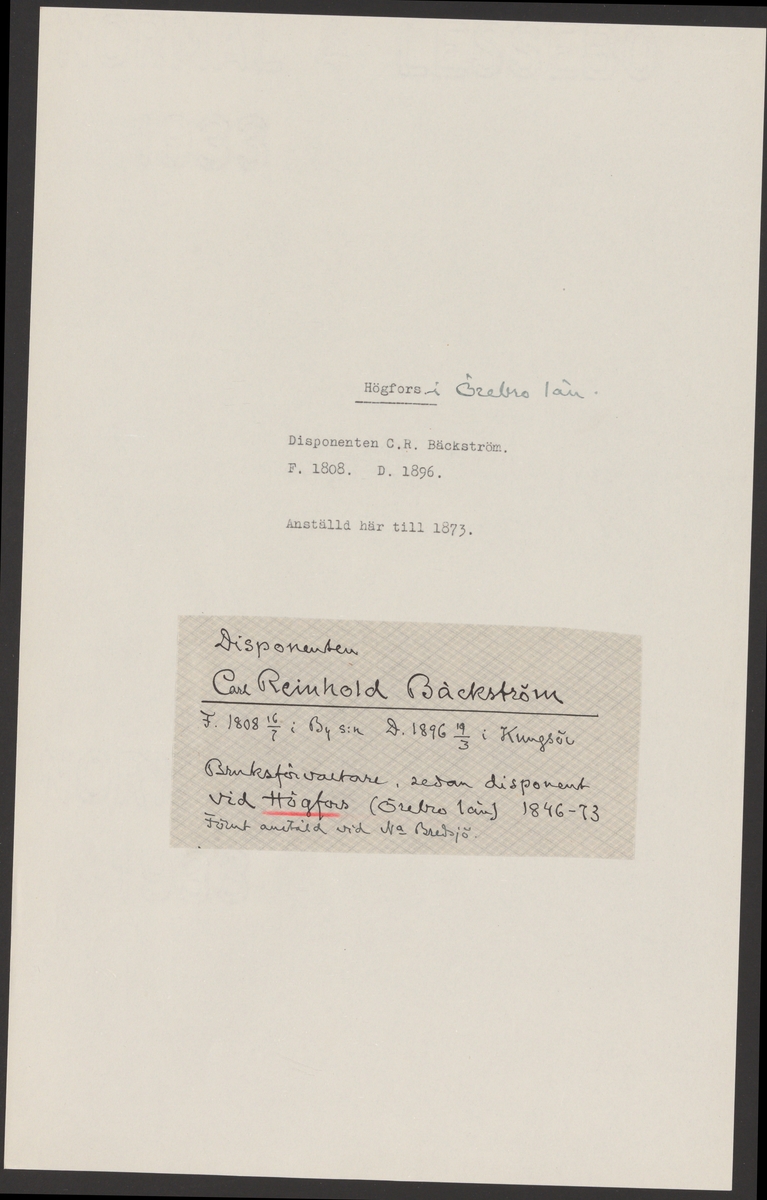 Högfors i Örebro län.
Disponenten C.R. Bäckström.
F. 1808. D. 1896.
Anställd här till 1873.
Disponenten
Carl Reinhold Bäckström
F. 1808 16/7 i By s:n D. 1896 19/3 i Kungsör
Bruksförvaltare, sedan disponent
vid Högfors (Örebro län) 1846-73
Förut anställd vid Na Bredsjö.